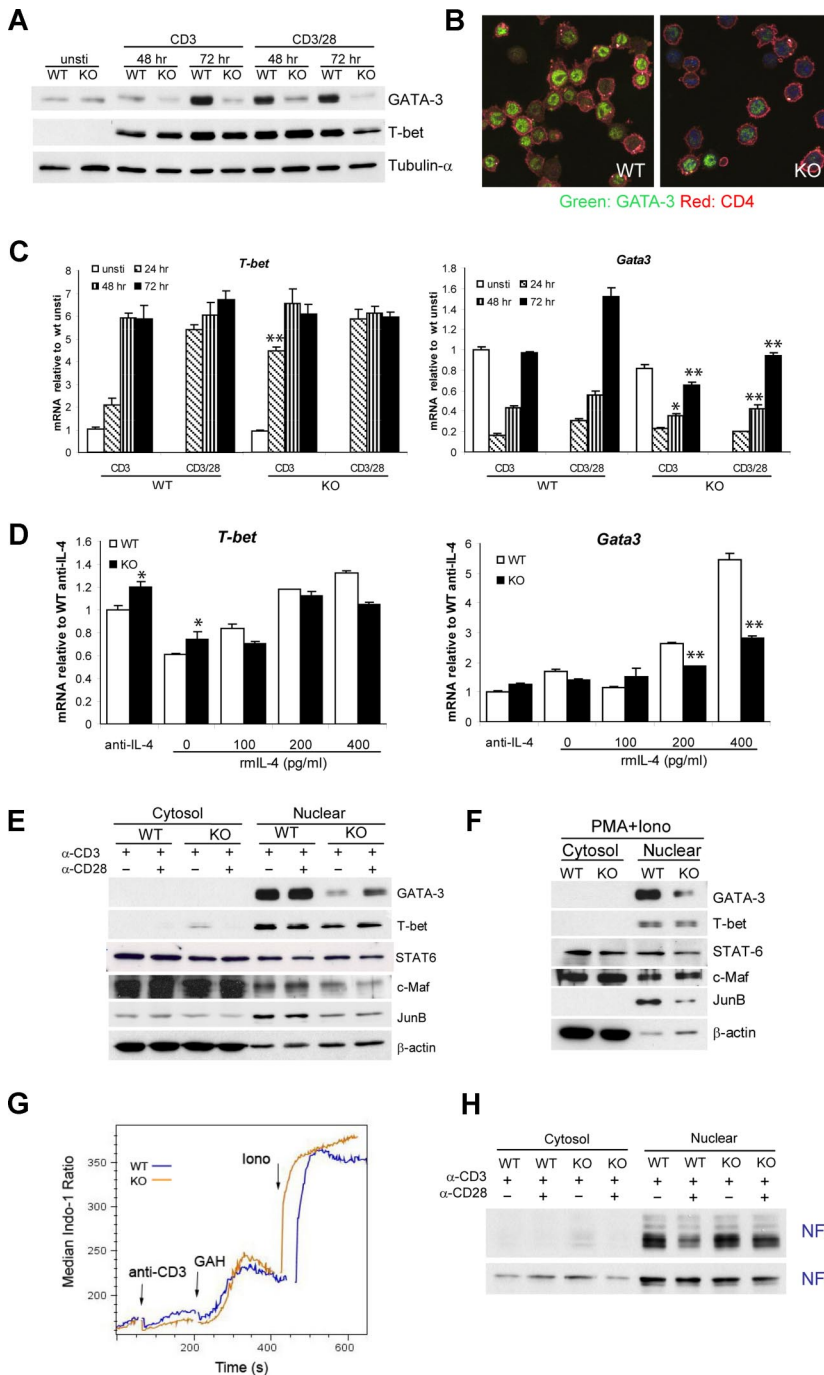 A
CD3 CD3/28
unsti 48 hr 72 hr 48 hr 72 hr
WT KO WT KO WT KO WT KO WT KO
GATA-3
T-bet
Tubulin-α
B
WT KO
Green: GATA-3 Red: CD4
C
T-bet
unsti 24 hr
48 hr 72 hr
mRNA relative to wt unsti
8
7
6
5
4
3
2
1
0
**
CD3 CD3/28 CD3 CD3/28
WT KO
Gata3
unsti 24 hr
48 hr 72 hr
mRNA relative to wt unsti
1.8
1.6
1.4
1.2
1
0.8
0.6
0.4
0.2
0
* ** ** **
CD3 CD3/28 CD3 CD3/28
WT KO
D
T-bet
WT
KO
mRNA relative to WT anti-IL-4
1.6
1.4
1.2
1
0.8
0.6
0.4
0.2
0
* *
anti-IL-4 0 100 200 400
rmIL-4 (pg/ml)
Gata3
WT
KO
mRNA relative to WT anti-IL-4
6
5
4
3
2
1
0
** **
anti-IL-4 0 100 200 400
rmIL-4 (pg/ml)
E
Cytosol Nuclear
WT KO WT KO
α-CD3 + + + + + + + +
α-CD28 – + – + – + – +
GATA-3
T-bet
STAT6
c-Maf
JunB
β-actin
F
PMA+Iono
Cytosol Nuclear
WT KO WT KO
GATA-3
T-bet
STAT-6
c-Maf
JunB
β-actin
G
WT
KO
Iono
anti-CD3
GAH
Median Indo-1 Ratio
350
300
250
200
0 200 400 600
Time (s)
H
Cytosol Nuclear
WT WT KO KO WT WT KO KO
α-CD3 + + + + + + + +
α-CD28 – + – + – + – +
NF
NF